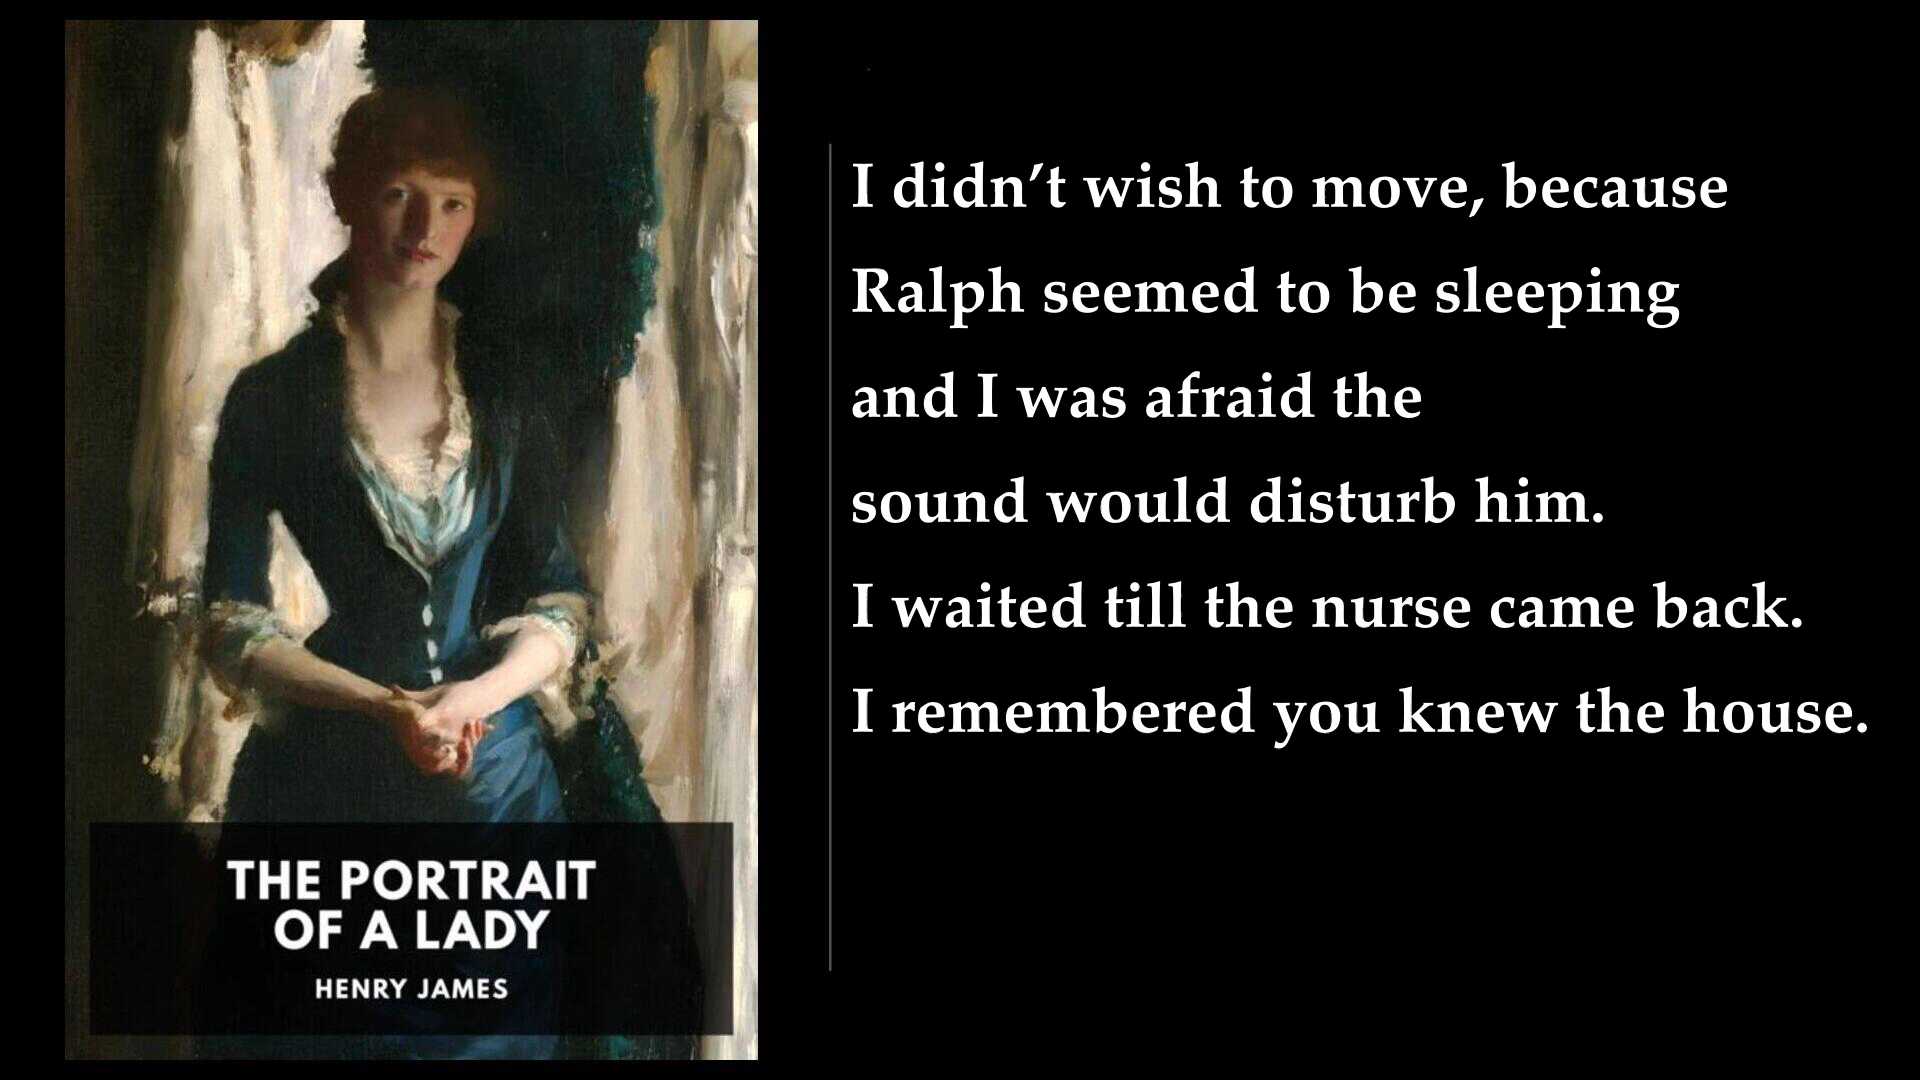 I didn’t wish to move, because
Ralph seemed to be sleeping
and I was afraid the
sound would disturb him.
I waited till the nurse came back.
I remembered you knew the house.
THE PORTRAIT
OF A LADY
HENRY JAMES